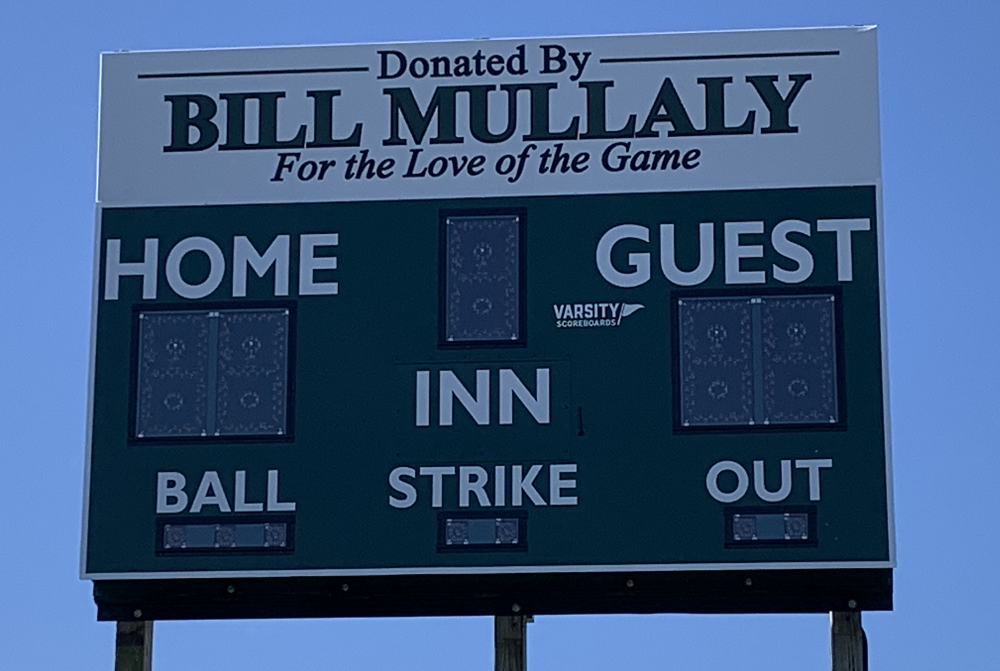 Donated By
BILL MULLALY
For the Love of the Game
HOME
GUEST
VARSITY
SCOREBOARDS
INN
BALL
STRIKE
OUT